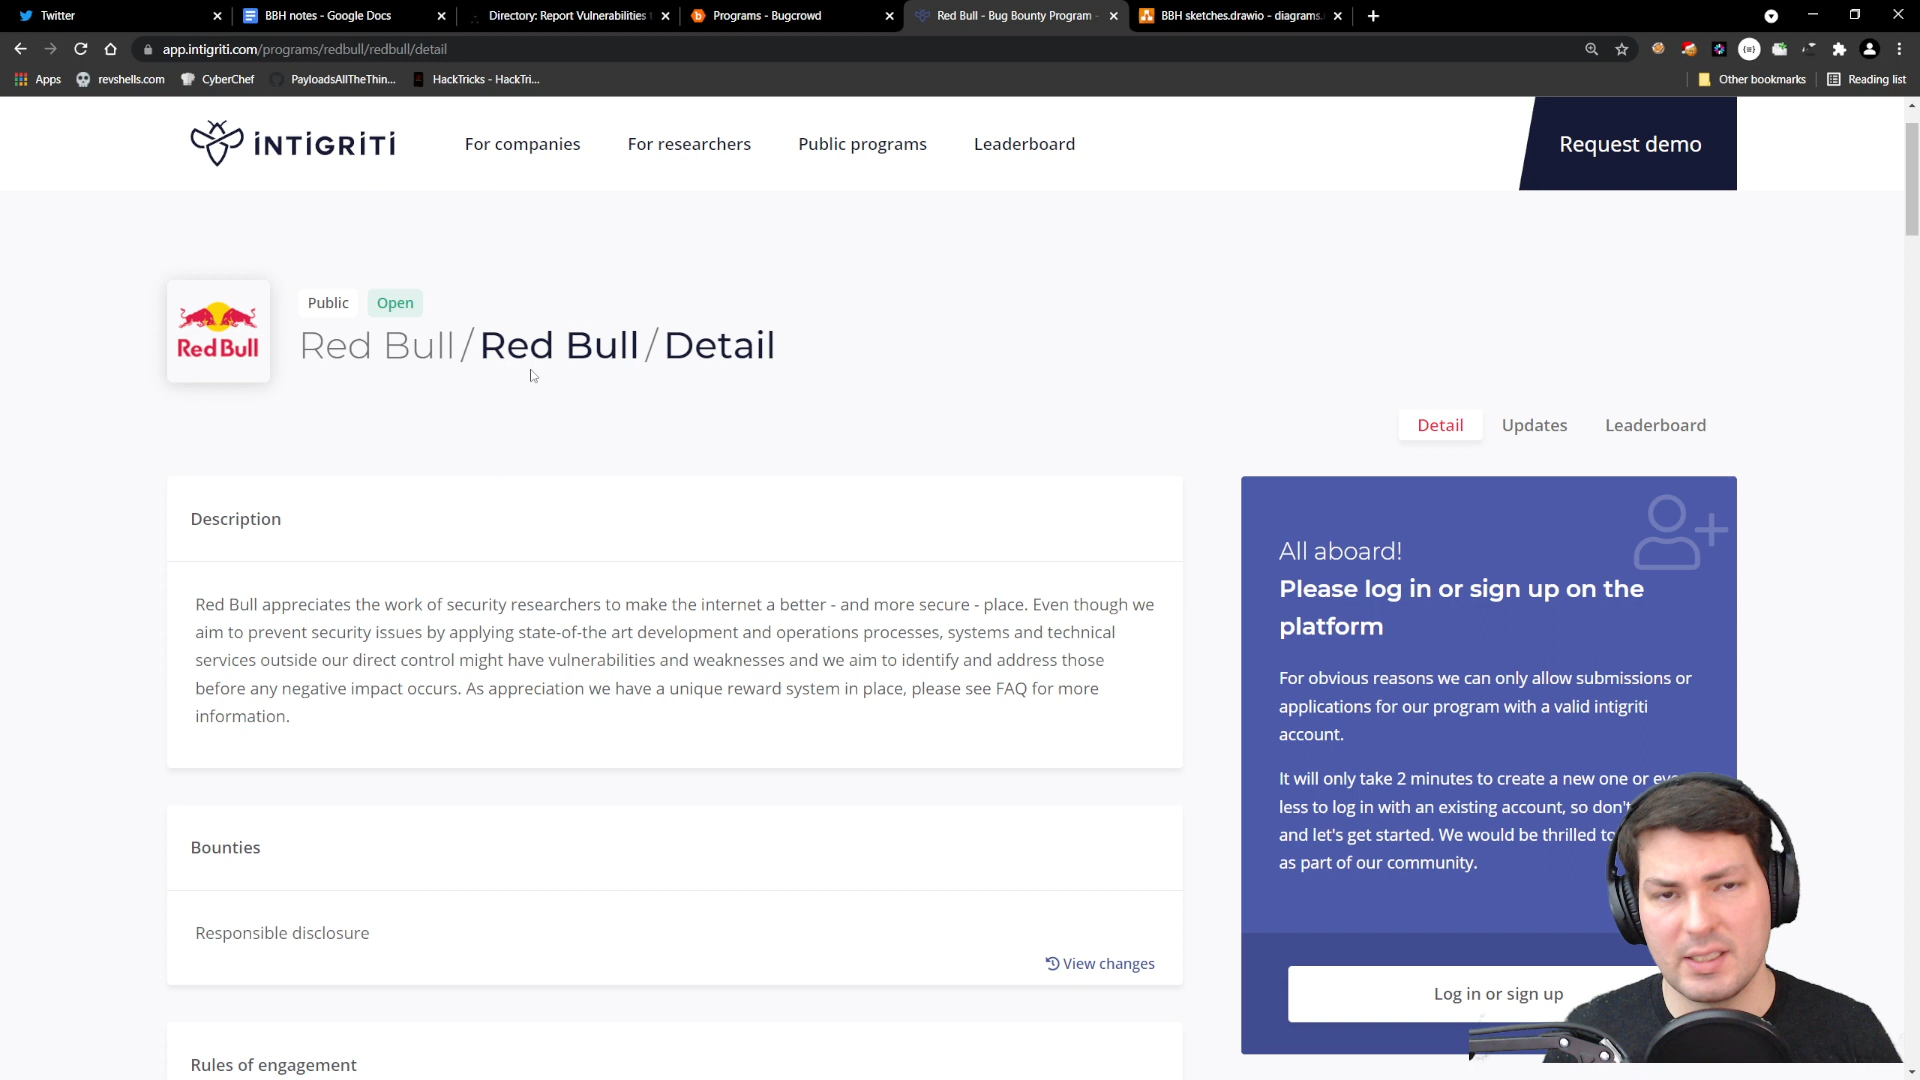 Twitter
BBH notes - Google Docs
Directory: Report Vulnerabilities
Programs - Bugcrowd
Red Bull - Bug Bounty Program -
BBH sketches.drawio - diagrams.
app.intigriti.com/programs/redbull/redbull/detail
Apps
revshells.com
CyberChef
PayloadsAllTheThin...
HackTricks - HackTri...
Other bookmarks
Reading list
INTIGRITI
For companies
For researchers
Public programs
Leaderboard
Request demo
Red Bull
Public
Open
Red Bull / Red Bull / Detail
Detail
Updates
Leaderboard
Description
Red Bull appreciates the work of security researchers to make the internet a better - and more secure - place. Even though we
aim to prevent security issues by applying state-of-the art development and operations processes, systems and technical
services outside our direct control might have vulnerabilities and weaknesses and we aim to identify and address those
before any negative impact occurs. As appreciation we have a unique reward system in place, please see FAQ for more
information.
Bounties
Responsible disclosure
View changes
Rules of engagement
All aboard!
Please log in or sign up on the
platform
For obvious reasons we can only allow submissions or
applications for our program with a valid intigriti
account.
It will only take 2 minutes to create a new one or
less to log in with an existing account, so don't
and let's get started. We would be thrilled to
as part of our community.
Log in or sign up